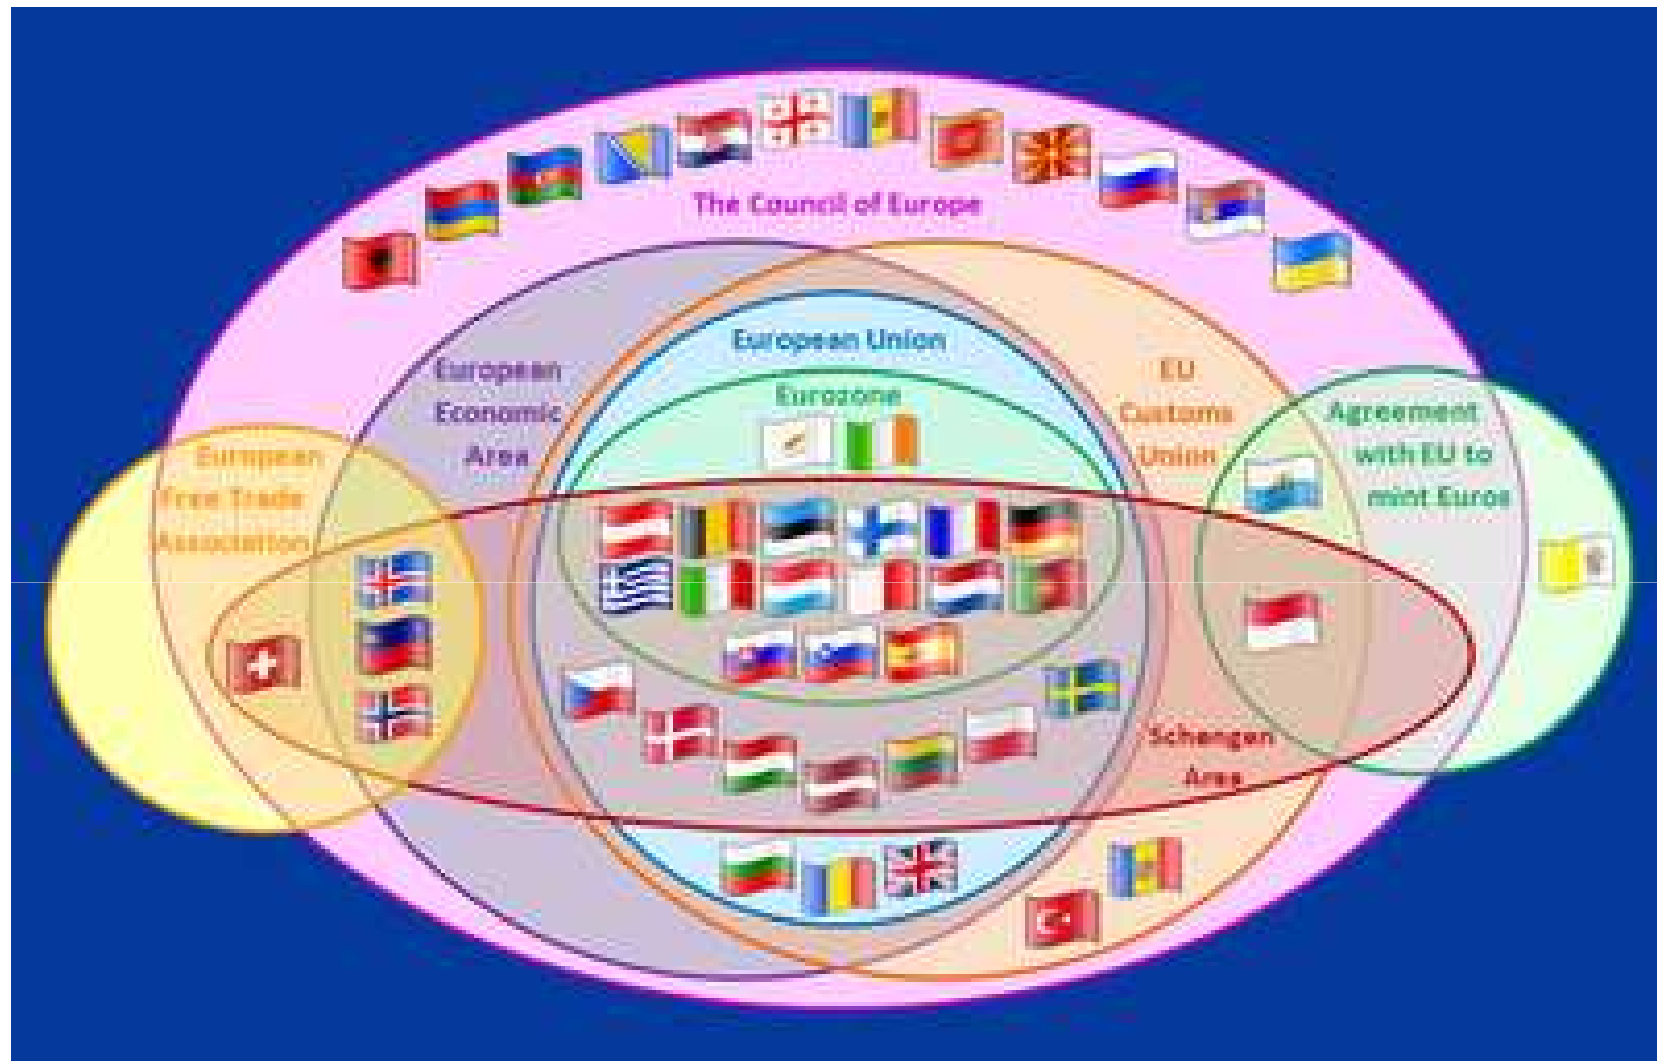 The Council of Europe
European Union
Eurozone
European
Economic
Area
EU
Customs
Union
Agreement
with EU to
mint Euros
European
Free Trade
Association
Schengen
Area